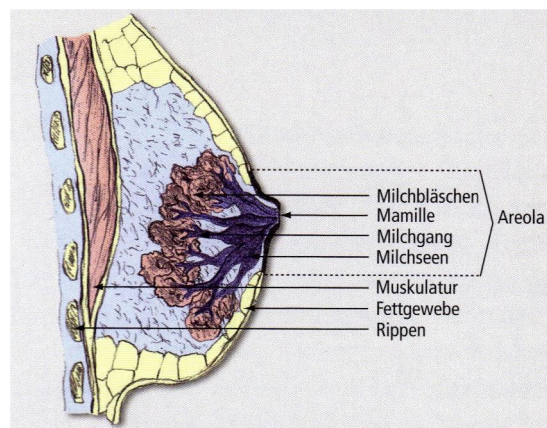 Milchbläschen
Mamille
Milchgang
Milchseen
Areola
Muskulatur
Fettgewebe
Rippen